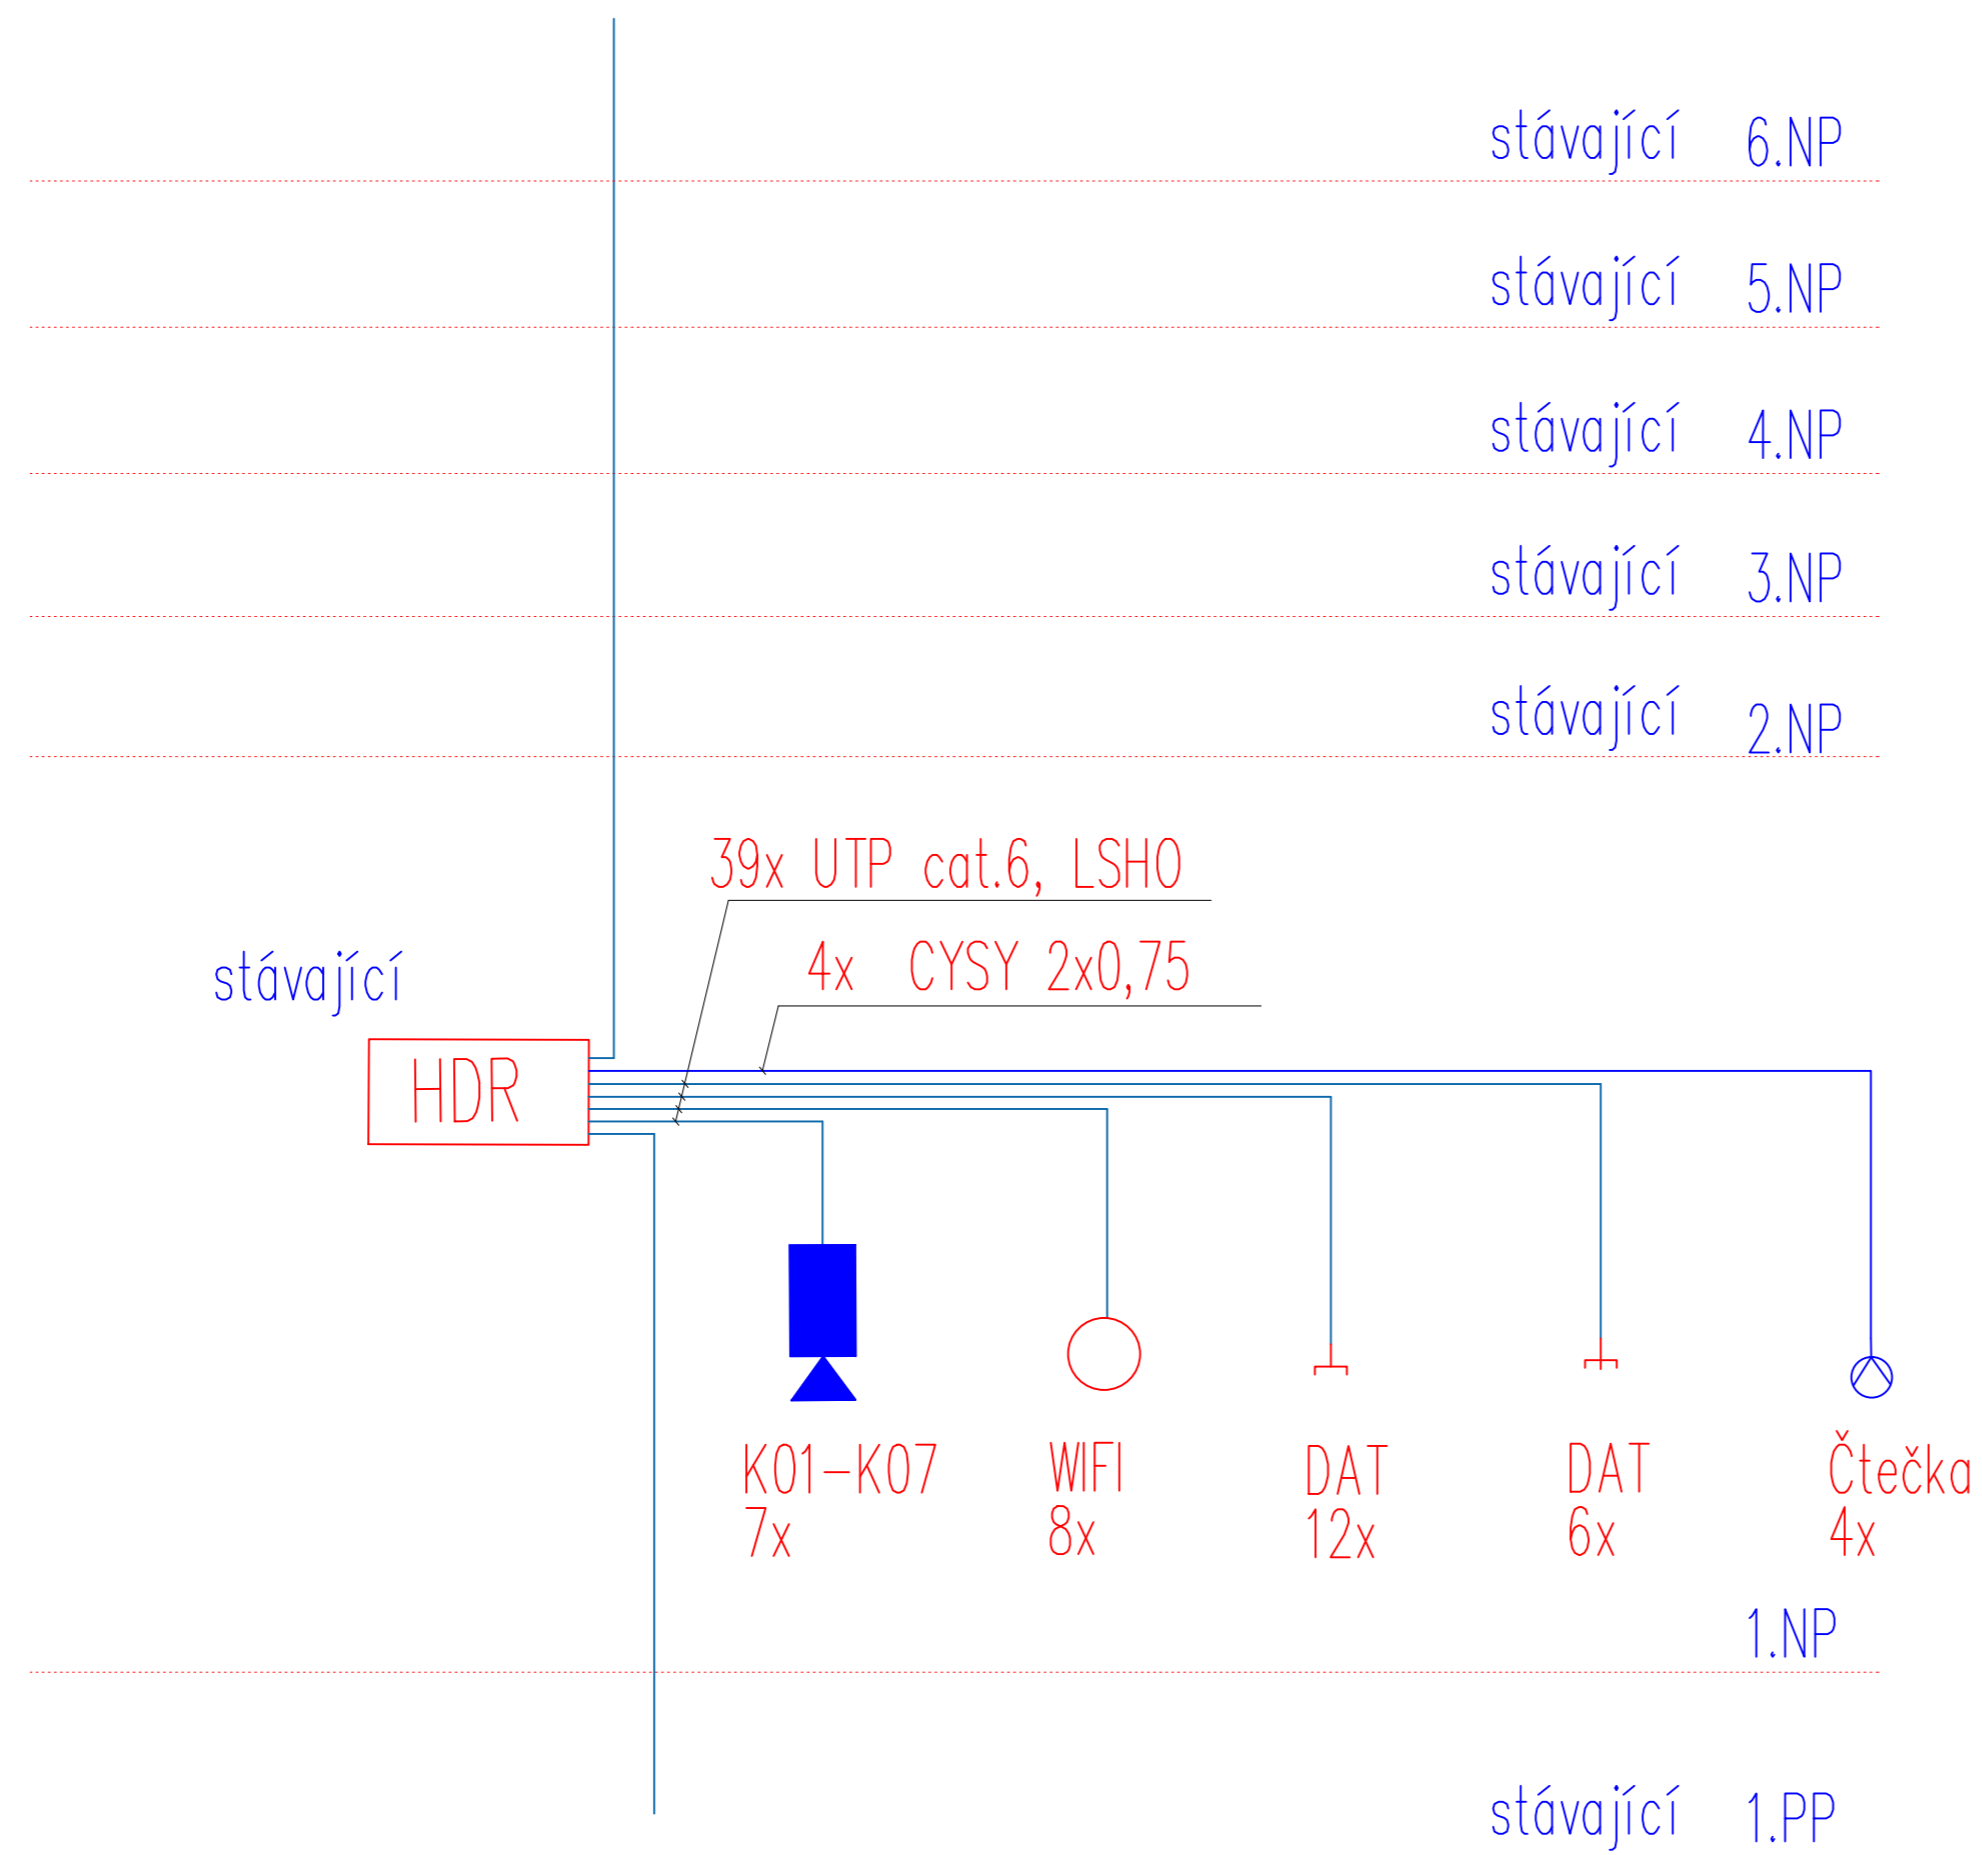 stávající 6.NP
stávající 5.NP
stávající 4.NP
stávající 3.NP
stávající 2.NP
39x UTP cat.6, LSHO
4x CYSY 2x0,75
stávající
HDR
K01-K07
7x
WIFI
8x
DAT
12x
DAT
6x
Čtečka
4x
1.NP
stávající 1.PP